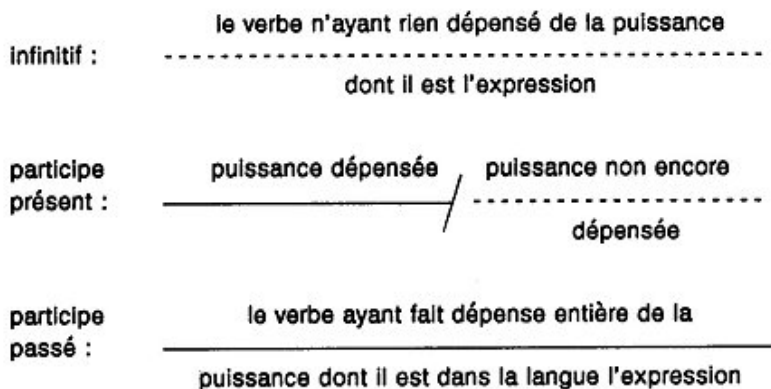 le verbe n'ayant rien dépensé de la puissance
infinitif :
dont il est l'expression
participe puissance dépensée puissance non encore
présent :
dépensée
participe le verbe ayant fait dépense entière de la
passé :
puissance dont il est dans la langue l'expression